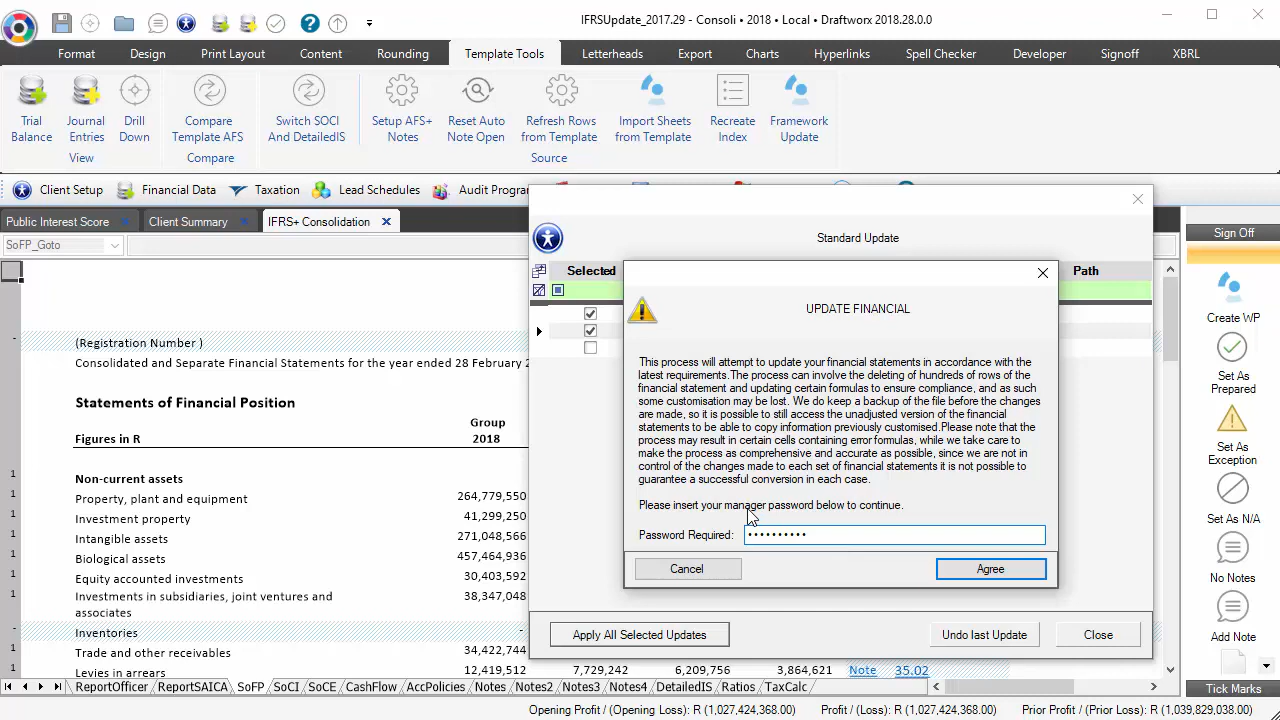 IFRSUpdate_2017.29 - Consoli • 2018 • Local • Draftworx 2018.28.0.0
Format Design Print Layout Content Rounding Template Tools Letterheads Export Charts Hyperlinks Spell Checker Developer Signoff XBRL
Trial Balance
Journal Entries
Drill Down
View
Compare Template AFS
Compare
Switch SOCI And DetailedIS
Setup AFS+ Notes
Reset Auto Note Open
Refresh Rows from Template
Import Sheets from Template
Recreate Index
Framework Update
Source
Client Setup Financial Data Taxation Lead Schedules Audit Progra
Public Interest Score Client Summary IFRS+ Consolidation
SoFP_Goto
(Registration Number )
Consolidated and Separate Financial Statements for the year ended 28 February 2
Statements of Financial Position
Group
Figures in R 2018
Non-current assets
1 Property, plant and equipment 264,779,550
1 Investment property 41,299,250
1 Intangible assets 271,048,566
1 Biological assets 457,464,936
1 Equity accounted investments 30,403,592
1 Investments in subsidiaries, joint ventures and 38,347,048
associates
- Inventories -
1 Trade and other receivables 34,422,744
1 Levies in arrears 12,419,512 7,729,242 6,209,756 3,864,621 Note 35.02
Standard Update
Selected Path
UPDATE FINANCIAL
This process will attempt to update your financial statements in accordance with the
latest requirements.The process can involve the deleting of hundreds of rows of the
financial statement and updating certain formulas to ensure compliance, and as such
some customisation may be lost. We do keep a backup of the file before the changes
are made, so it is possible to still access the unadjusted version of the financial
statements to be able to copy information previously customised.Please note that the
process may result in certain cells containing error formulas, while we take care to
make the process as comprehensive and accurate as possible, since we are not in
control of the changes made to each set of financial statements it is not possible to
guarantee a successful conversion in each case.
Please insert your manager password below to continue.
Password Required: ••••••••••
Cancel Agree
Apply All Selected Updates Undo last Update Close
Sign Off
Create WP
Set As
Prepared
Set As
Exception
Set As N/A
No Notes
Add Note
Tick Marks
ReportOfficer ReportSAICA SoFP SoCI SoCE CashFlow AccPolicies Notes Notes2 Notes3 Notes4 DetailedIS Ratios TaxCalc
Opening Profit / (Opening Loss): R (1,027,424,368.00) Profit / (Loss): R (1,027,424,368.00) Prior Profit / (Prior Loss): R (1,039,829,038.00)